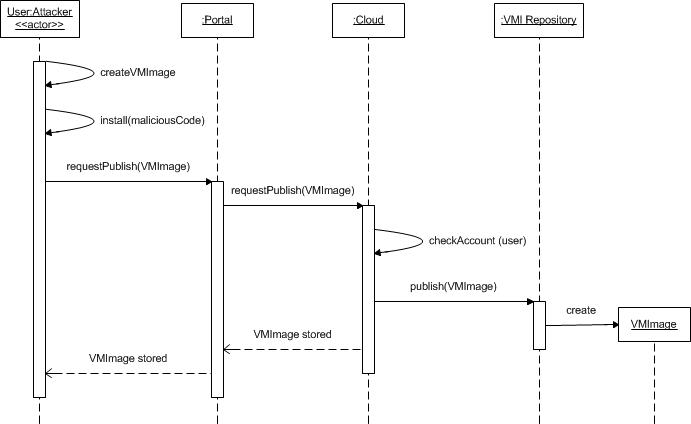 User:Attacker
<<actor>>
:Portal
:Cloud
:VMI Repository
createVMImage
install(maliciousCode)
requestPublish(VMImage)
requestPublish(VMImage)
checkAccount (user)
publish(VMImage)
create
VMImage
VMImage stored
VMImage stored